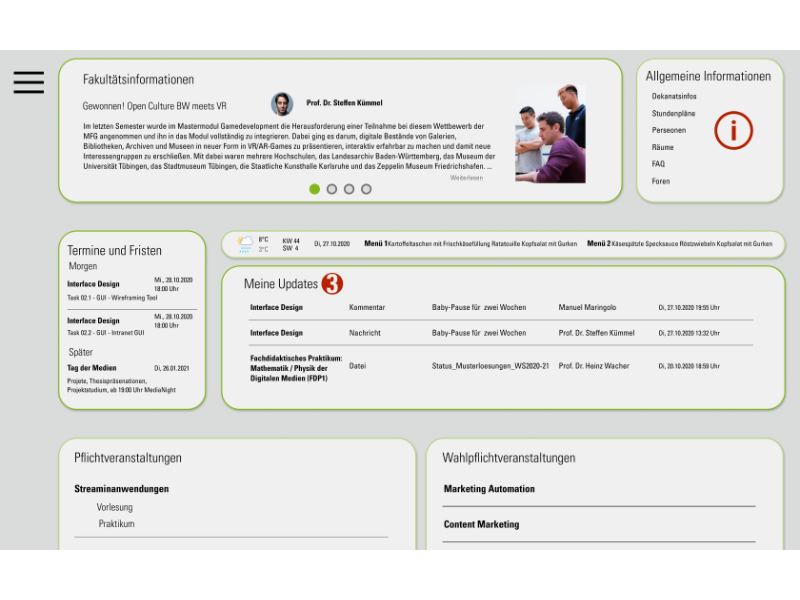 Fakultätsinformationen
Gewonnen! Open Culture BW meets VR
Prof. Dr. Steffen Kümmel
Im letzten Semester wurde im Mastermodul Gamedevelopment die Herausforderung einer Teilnahme bei diesem Wettbewerb der
MFG angenommen und ihn in das Modul vollständig zu integrieren. Dabei ging es darum, digitale Bestände von Galerien,
Bibliotheken, Archiven und Museen in neuer Form in VR/AR-Games zu präsentieren, interaktiv erfahrbar zu machen und damit neue
Interessengruppen zu erschließen. Mit dabei waren mehrere Hochschulen, das Landesarchiv Baden-Württemberg, das Museum der
Universität Tübingen, das Stadtmuseum Tübingen, die Staatliche Kunsthalle Karlsruhe und das Zeppelin Museum Friedrichshafen. ...
Weiterlesen
Allgemeine Informationen
Dekanatsinfos
Stundenpläne
Perseonen
Räume
FAQ
Foren
i
Termine und Fristen
Morgen
Interface Design
Mi., 28.10.2020
18:00 Uhr
Task 02.1 - GUI - Wireframing Tool
Interface Design
Mi., 28.10.2020
18:00 Uhr
Task 02.2 - GUI - Intranet GUI
Später
Tag der Medien Di, 26.01.2021
Projete, Thesispräsenationen,
Projektstudium, ab 19:00 Uhr MediaNight
8°C
3°C
KW 44
SW 4
Di, 27.10.2020
Menü 1 Kartoffeltaschen mit Frischkäsefüllung Ratatouille Kopfsalat mit Gurken
Menü 2 Käsespätzle Specksauce Röstzwiebeln Kopfsalat mit Gurken
Meine Updates 3
Interface Design Kommentar Baby-Pause für zwei Wochen Manuel Maringolo Di, 27.10.2020 19:55 Uhr
Interface Design Nachricht Baby-Pause für zwei Wochen Prof. Dr. Steffen Kümmel Di, 27.10.2020 13:32 Uhr
Fachdidaktisches Praktikum:
Mathematik / Physik der
Digitalen Medien (FDP1)
Datei Status_Musterloesungen_WS2020-21 Prof. Dr. Heinz Wacher Di, 20.10.2020 18:59 Uhr
Pflichtveranstaltungen
Streaminanwendungen
Vorlesung
Praktikum
Wahlpflichtveranstaltungen
Marketing Automation
Content Marketing